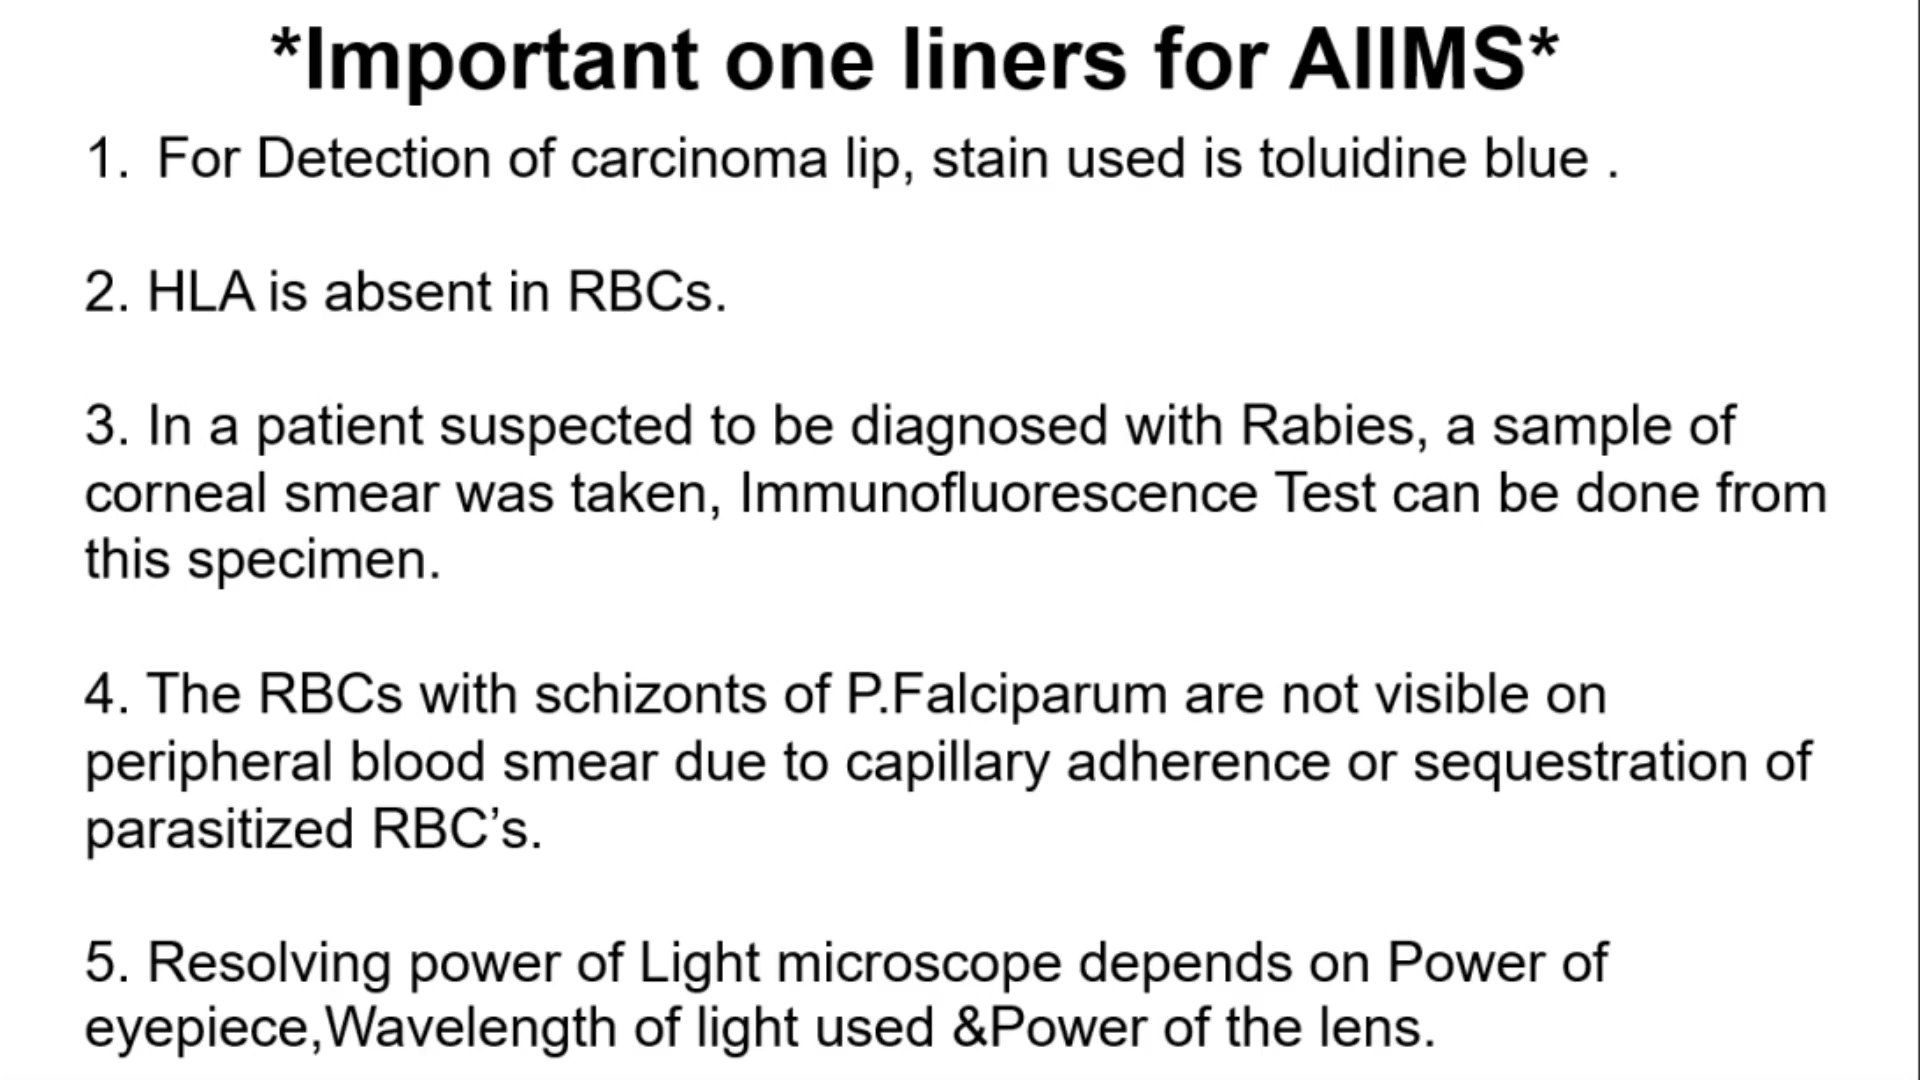 *Important one liners for AIIMS*
1. For Detection of carcinoma lip, stain used is toluidine blue .
2. HLA is absent in RBCs.
3. In a patient suspected to be diagnosed with Rabies, a sample of
corneal smear was taken, Immunofluorescence Test can be done from
this specimen.
4. The RBCs with schizonts of P.Falciparum are not visible on
peripheral blood smear due to capillary adherence or sequestration of
parasitized RBC’s.
5. Resolving power of Light microscope depends on Power of
eyepiece,Wavelength of light used &Power of the lens.